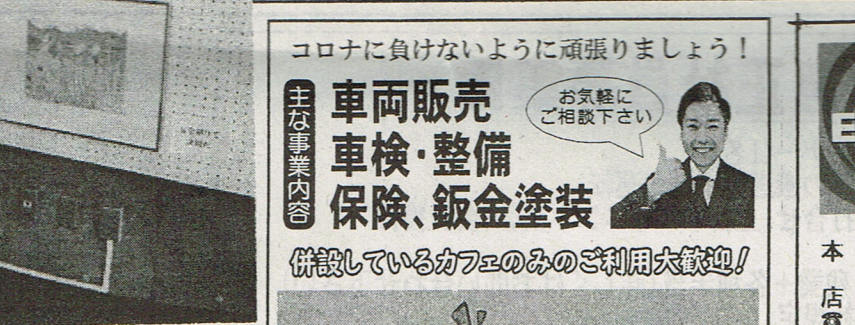 コロナに負けないように頑張りましょう！
主な事業内容
車両販売
車検・整備
保険、鈑金塗装
お気軽に
ご相談下さい
併設しているカフェのみのご利用大歓迎！
日
本店☎